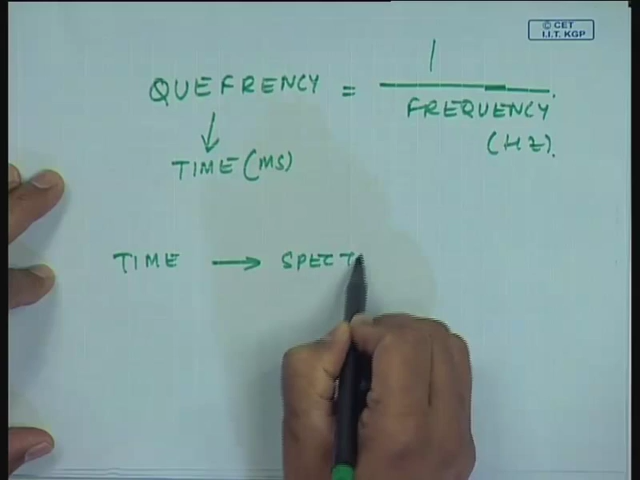 © CET
I.I.T. KGP
QUEFRENCY = 1
FREQUENCY
(HZ).
TIME (MS)
TIME → SPECT